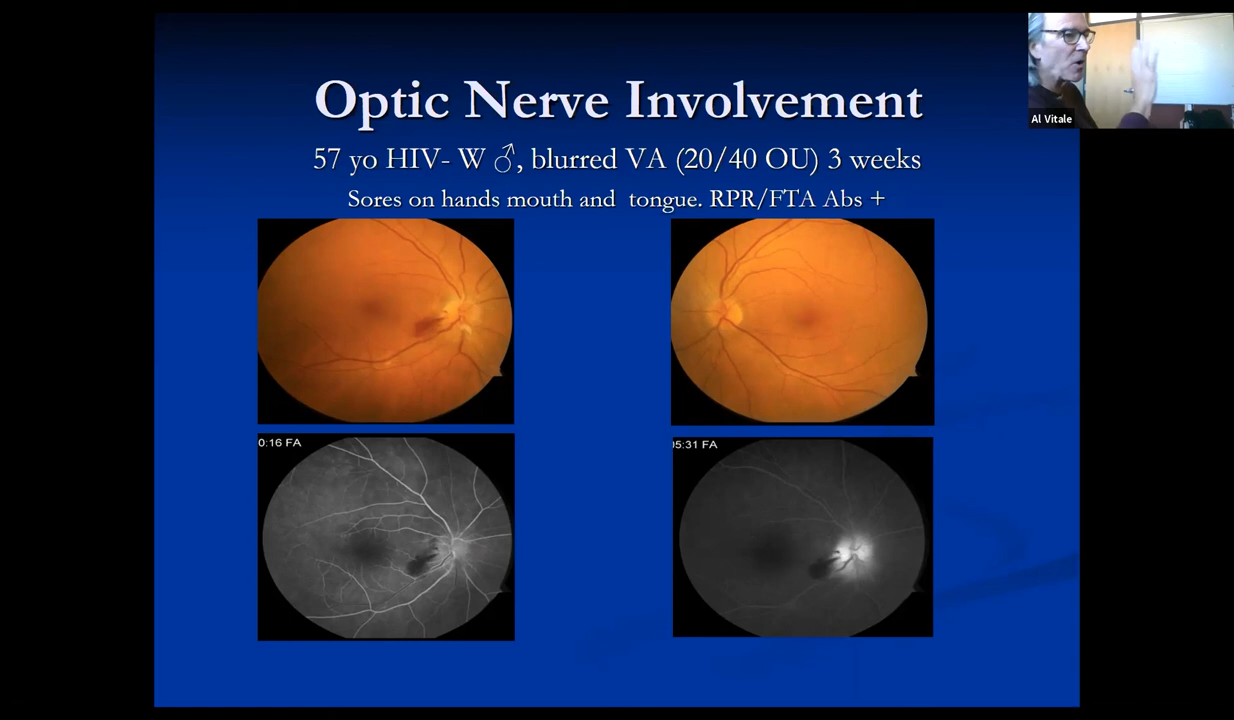 Optic Nerve Involvement
57 yo HIV- W ♂, blurred VA (20/40 OU) 3 weeks
Sores on hands mouth and tongue. RPR/FTA Abs +
0:16 FA
05:31 FA
Al Vitale